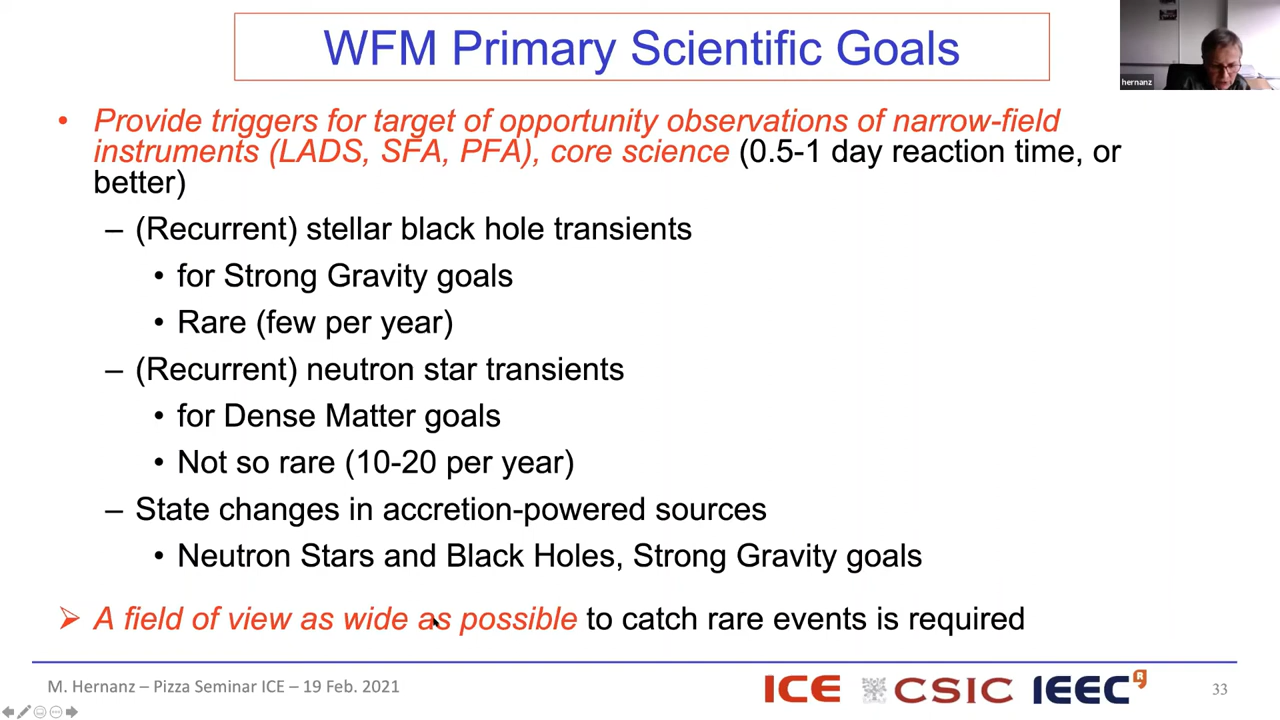 WFM Primary Scientific Goals
hernanz
• Provide triggers for target of opportunity observations of narrow-field
instruments (LADS, SFA, PFA), core science (0.5-1 day reaction time, or
better)
– (Recurrent) stellar black hole transients
• for Strong Gravity goals
• Rare (few per year)
– (Recurrent) neutron star transients
• for Dense Matter goals
• Not so rare (10-20 per year)
– State changes in accretion-powered sources
• Neutron Stars and Black Holes, Strong Gravity goals
➢ A field of view as wide as possible to catch rare events is required
M. Hernanz – Pizza Seminar ICE – 19 Feb. 2021
ICE CSIC IEEC R
33